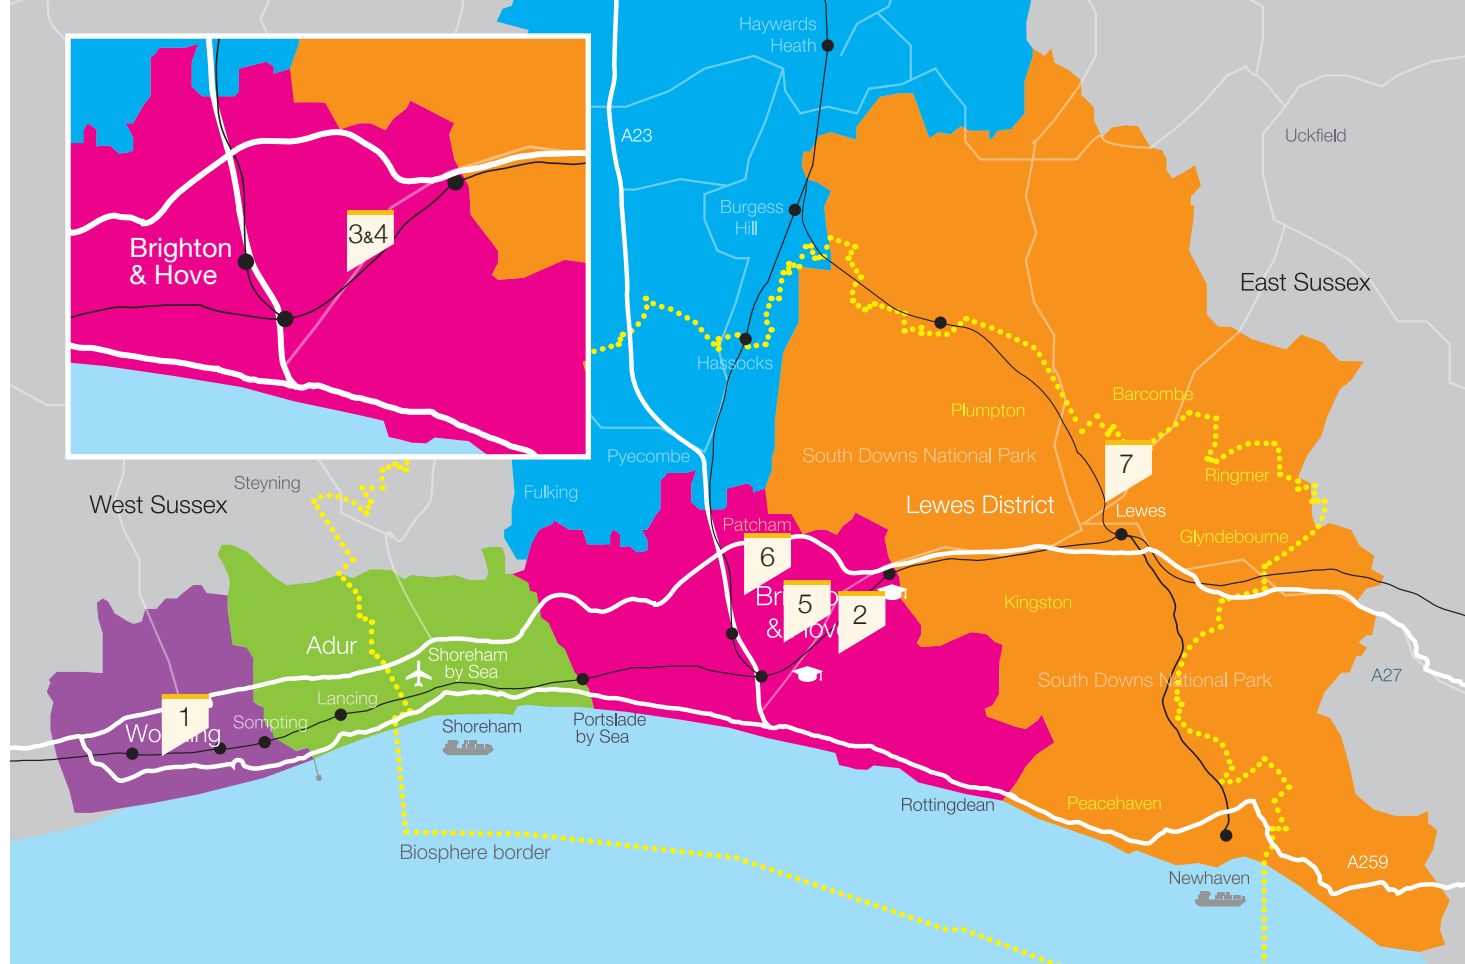 Haywards
Heath
A23
Uckfield
Burgess
Hill
3&4
Brighton
& Hove
East Sussex
Hassocks
Barcombe
Plumpton
Pyecombe
South Downs National Park
7
Ringmer
Steyning
West Sussex
Fulking
Lewes District
Lewes
Patcham
Glyndebourne
6
5
2
Kingston
Adur
Shoreham
by Sea
South Downs National Park
A27
Lancing
1
Sompting
Shoreham
Portslade
by Sea
Rottingdean
Peacehaven
Biosphere border
A259
Newhaven